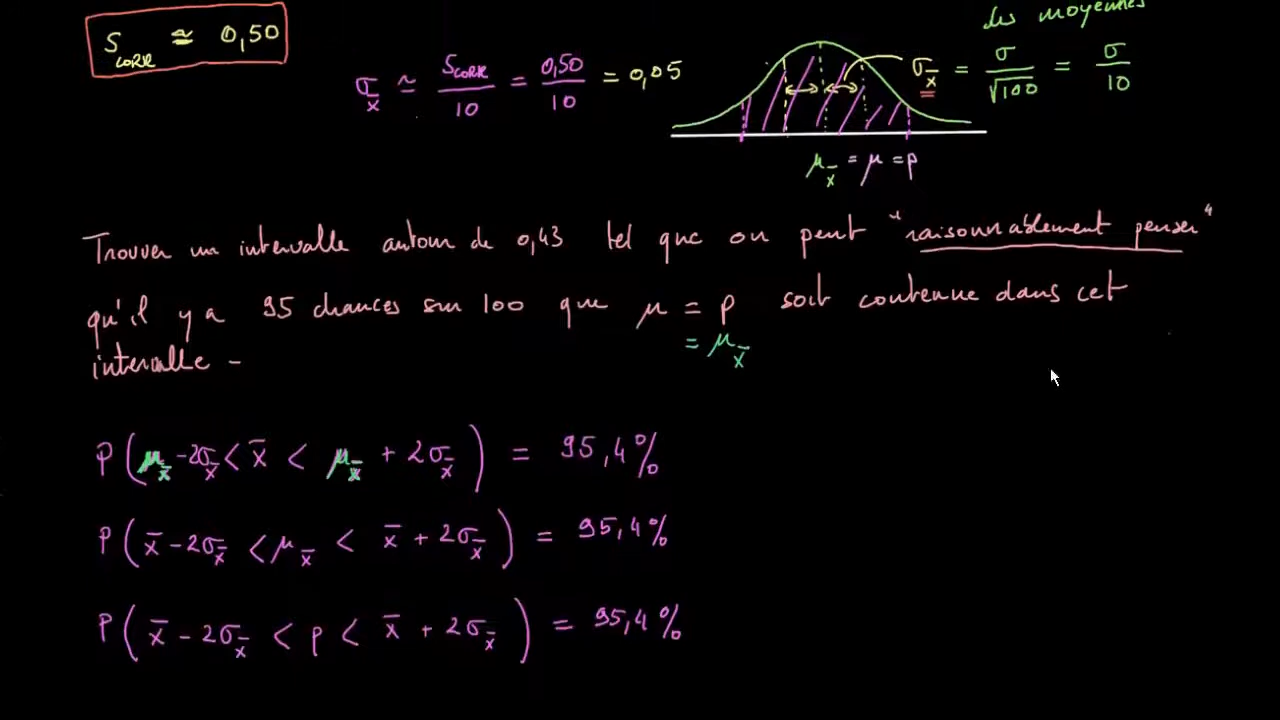 des moyennes
S_corr ≈ 0,50
σ_x̄ ≃ S_corr / 10 = 0,50 / 10 = 0,05
σ_x̄ = σ / √100 = σ / 10
μ_x̄ = μ = p
Trouver un intervalle autour de 0,43 tel que on peut "raisonnablement penser"
qu'il y a 95 chances sur 100 que μ = p soit contenue dans cet
= μ_x̄
intervalle -
P(μ_x̄ - 2σ_x̄ < x̄ < μ_x̄ + 2σ_x̄) = 95,4%
P(x̄ - 2σ_x̄ < μ_x̄ < x̄ + 2σ_x̄) = 95,4%
P(x̄ - 2σ_x̄ < p < x̄ + 2σ_x̄) = 95,4%